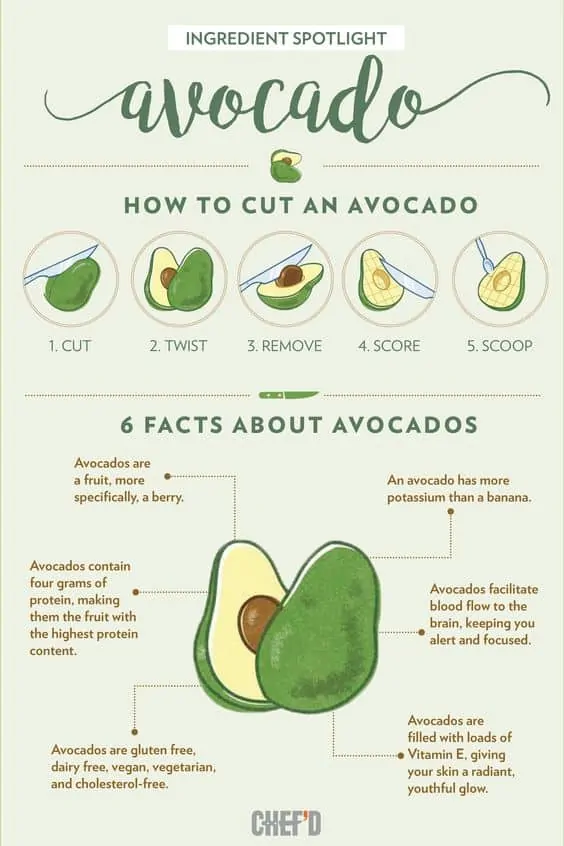 INGREDIENT SPOTLIGHT
avocado
HOW TO CUT AN AVOCADO
1. CUT
2. TWIST
3. REMOVE
4. SCORE
5. SCOOP
6 FACTS ABOUT AVOCADOS
Avocados are
a fruit, more
specifically, a berry.
An avocado has more
potassium than a banana.
Avocados contain
four grams of
protein, making
them the fruit with
the highest protein
content.
Avocados facilitate
blood flow to the
brain, keeping you
alert and focused.
Avocados are gluten free,
dairy free, vegan, vegetarian,
and cholesterol-free.
Avocados are
filled with loads of
Vitamin E, giving
your skin a radiant,
youthful glow.
CHEF'D